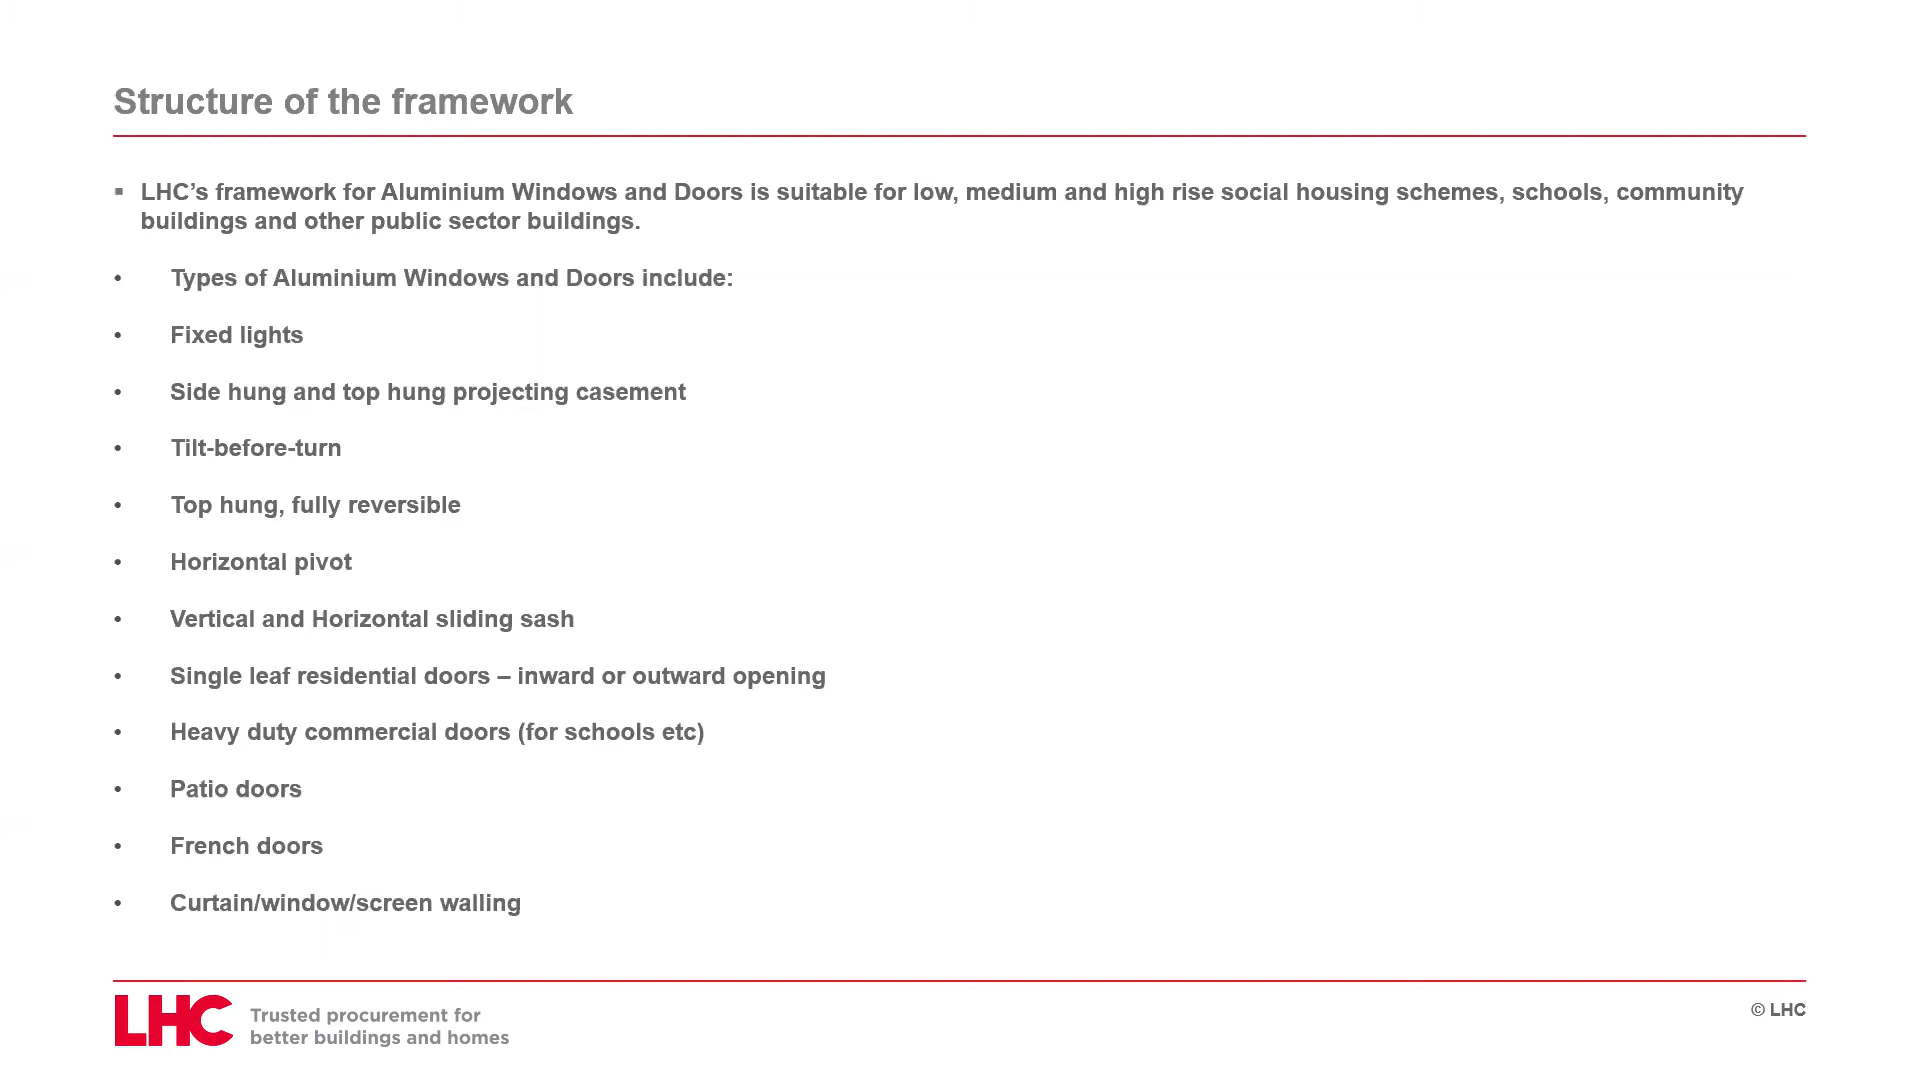 Structure of the framework
▪ LHC’s framework for Aluminium Windows and Doors is suitable for low, medium and high rise social housing schemes, schools, community
buildings and other public sector buildings.
• Types of Aluminium Windows and Doors include:
• Fixed lights
• Side hung and top hung projecting casement
• Tilt-before-turn
• Top hung, fully reversible
• Horizontal pivot
• Vertical and Horizontal sliding sash
• Single leaf residential doors – inward or outward opening
• Heavy duty commercial doors (for schools etc)
• Patio doors
• French doors
• Curtain/window/screen walling
LHC
Trusted procurement for
better buildings and homes
© LHC